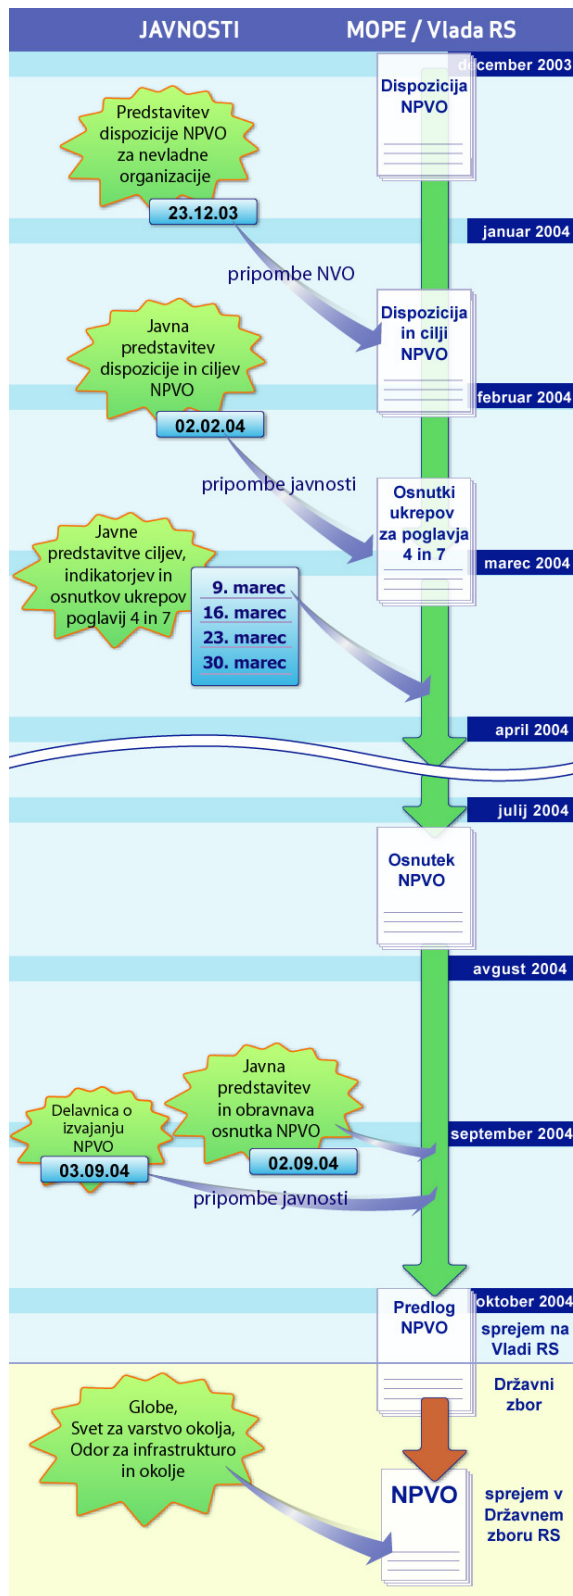 JAVNOSTI
MOPE / Vlada RS
december 2003
Dispozicija
NPVO
Predstavitev
dispozicije NPVO
za nevladne
organizacije
23.12.03
januar 2004
pripombe NVO
Dispozicija
in cilji
NPVO
Javna
predstavitev
dispozicije in ciljev
NPVO
februar 2004
02.02.04
pripombe javnosti
Osnutki
ukrepov
za poglavja
4 in 7
Javne
predstavitve ciljev,
indikatorjev in
osnutkov ukrepov
poglavij 4 in 7
marec 2004
9. marec
16. marec
23. marec
30. marec
april 2004
julij 2004
Osnutek
NPVO
avgust 2004
Javna
predstavitev
in obravnava
osnutka NPVO
02.09.04
Delavnica o
izvajanju
NPVO
03.09.04
september 2004
pripombe javnosti
oktober 2004
Predlog
NPVO
sprejem na
Vladi RS
Državni
zbor
Globe,
Svet za varstvo okolja,
Odor za infrastrukturo
in okolje
NPVO
sprejem v
Državnem
zboru RS